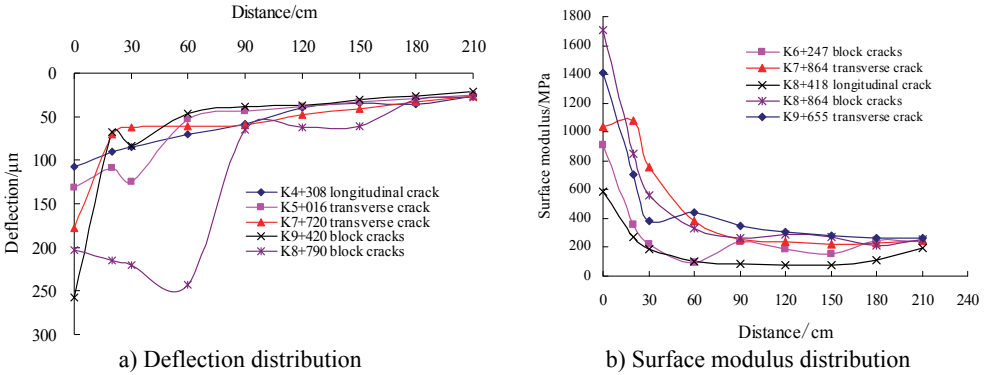 Distance/cm
0 20 30 60 90 120 150 180 210
0
50
100
150
200
250
300
Deflection/μn
K4+308 longitudinal crack
K5+016 transverse crack
K7+720 transverse crack
K9+420 block cracks
K8+790 block cracks
a) Deflection distribution
1800
1600
1400
1200
1000
800
600
400
200
0
Surface modulus/MPa
K6+247 block cracks
K7+864 transverse crack
K8+418 longitudinal crack
K8+864 block cracks
K9+655 transverse crack
0 20 30 60 90 120 150 180 210 240
Distance/ cm
b) Surface modulus distribution